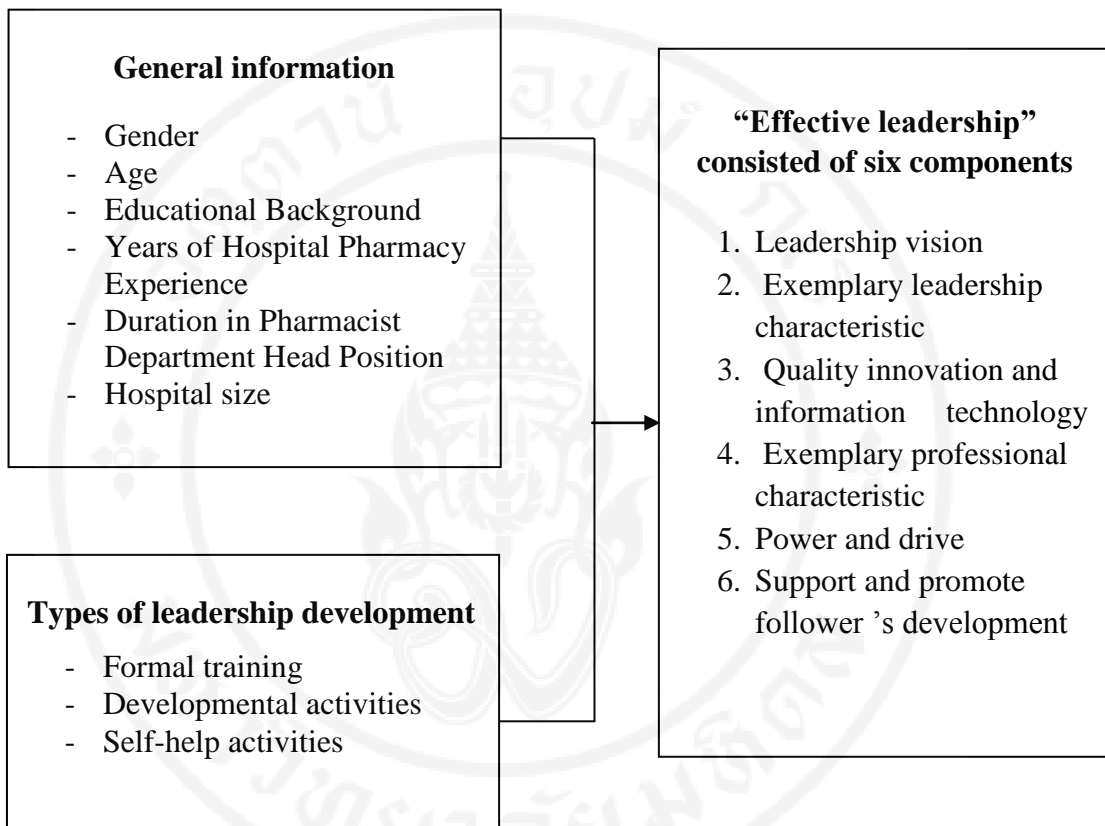 General information
- Gender
- Age
- Educational Background
- Years of Hospital Pharmacy
Experience
- Duration in Pharmacist
Department Head Position
- Hospital size
Types of leadership development
- Formal training
- Developmental activities
- Self-help activities
“Effective leadership”
consisted of six components
1. Leadership vision
2. Exemplary leadership
characteristic
3. Quality innovation and
information technology
4. Exemplary professional
characteristic
5. Power and drive
6. Support and promote
follower ’s development